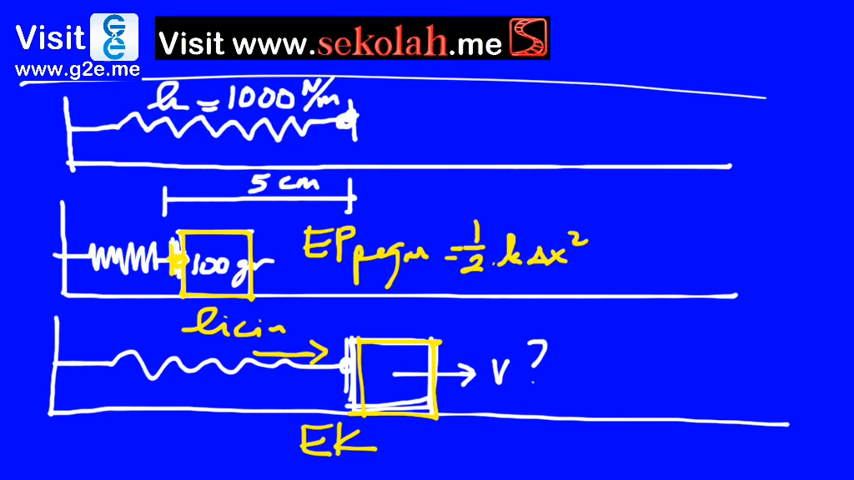 Visit g2e
www.g2e.me
Visit www.sekolah.me
k = 1000 N/m
5 cm
100 gr
EP pegas = 1/2 . k Δx²
licin
v ?
EK